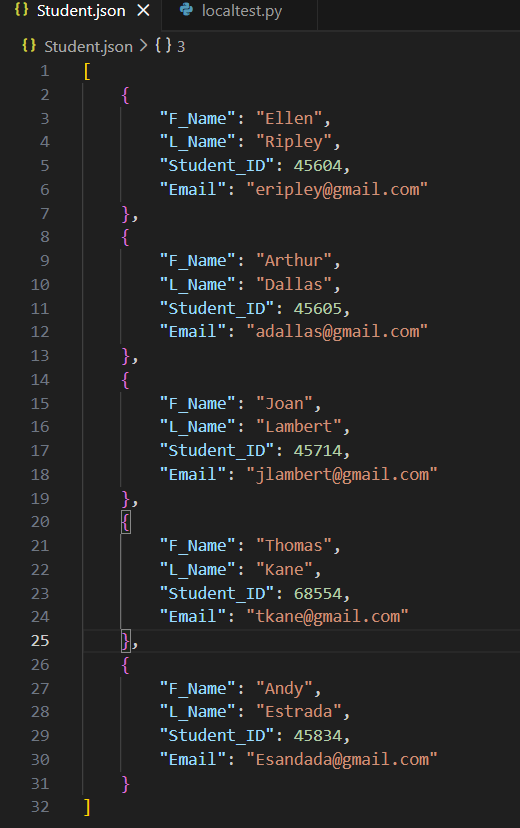 {} Student.json × localtest.py
{} Student.json > {} 3
1 [
2 {
3 "F_Name": "Ellen",
4 "L_Name": "Ripley",
5 "Student_ID": 45604,
6 "Email": "eripley@gmail.com"
7 },
8 {
9 "F_Name": "Arthur",
10 "L_Name": "Dallas",
11 "Student_ID": 45605,
12 "Email": "adallas@gmail.com"
13 },
14 {
15 "F_Name": "Joan",
16 "L_Name": "Lambert",
17 "Student_ID": 45714,
18 "Email": "jlambert@gmail.com"
19 },
20 {
21 "F_Name": "Thomas",
22 "L_Name": "Kane",
23 "Student_ID": 68554,
24 "Email": "tkane@gmail.com"
25 },
26 {
27 "F_Name": "Andy",
28 "L_Name": "Estrada",
29 "Student_ID": 45834,
30 "Email": "Esandada@gmail.com"
31 }
32 ]